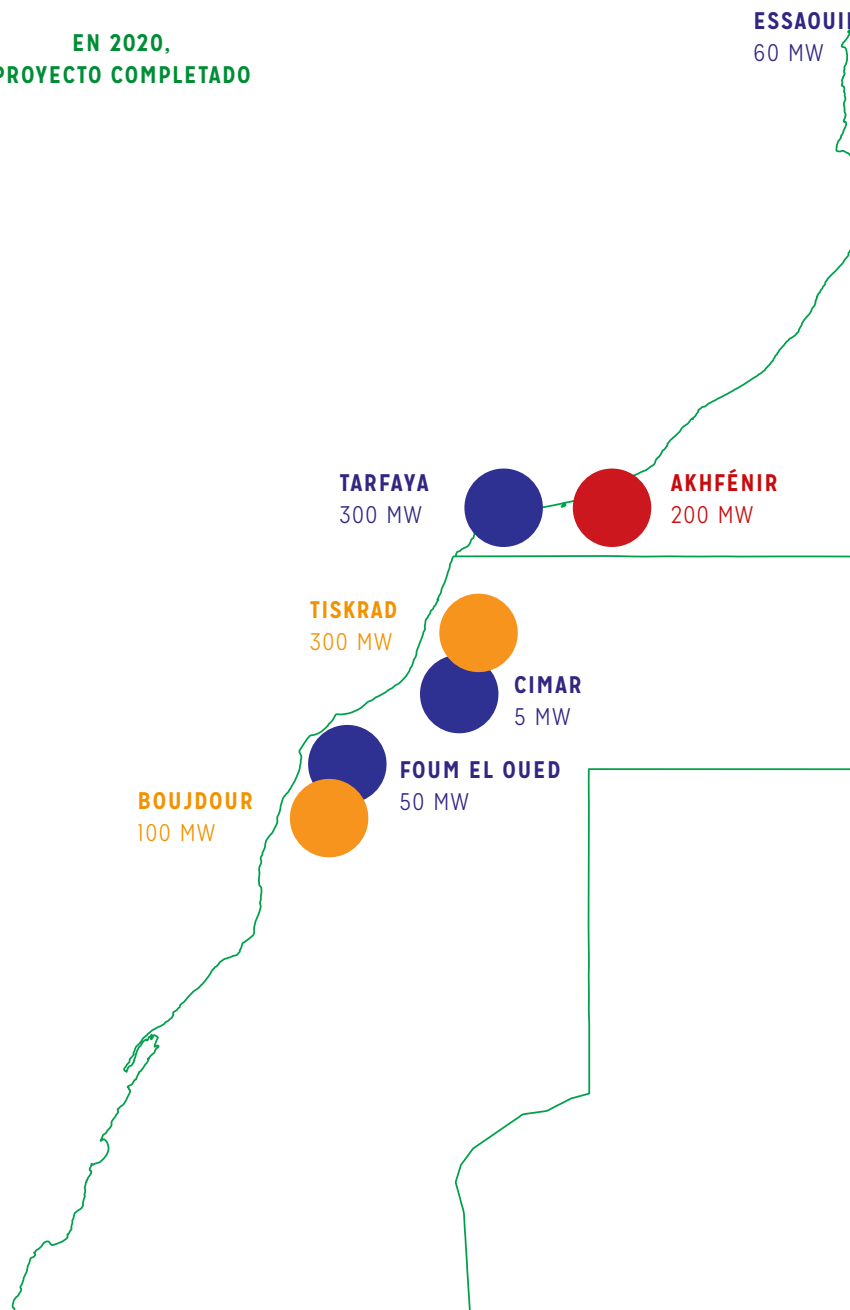 EN 2020,
PROYECTO COMPLETADO
60 MW
TARFAYA
300 MW
AKHFÉNIR
200 MW
TISKRAD
300 MW
CIMAR
5 MW
FOUM EL OUED
50 MW
BOUJDOUR
100 MW